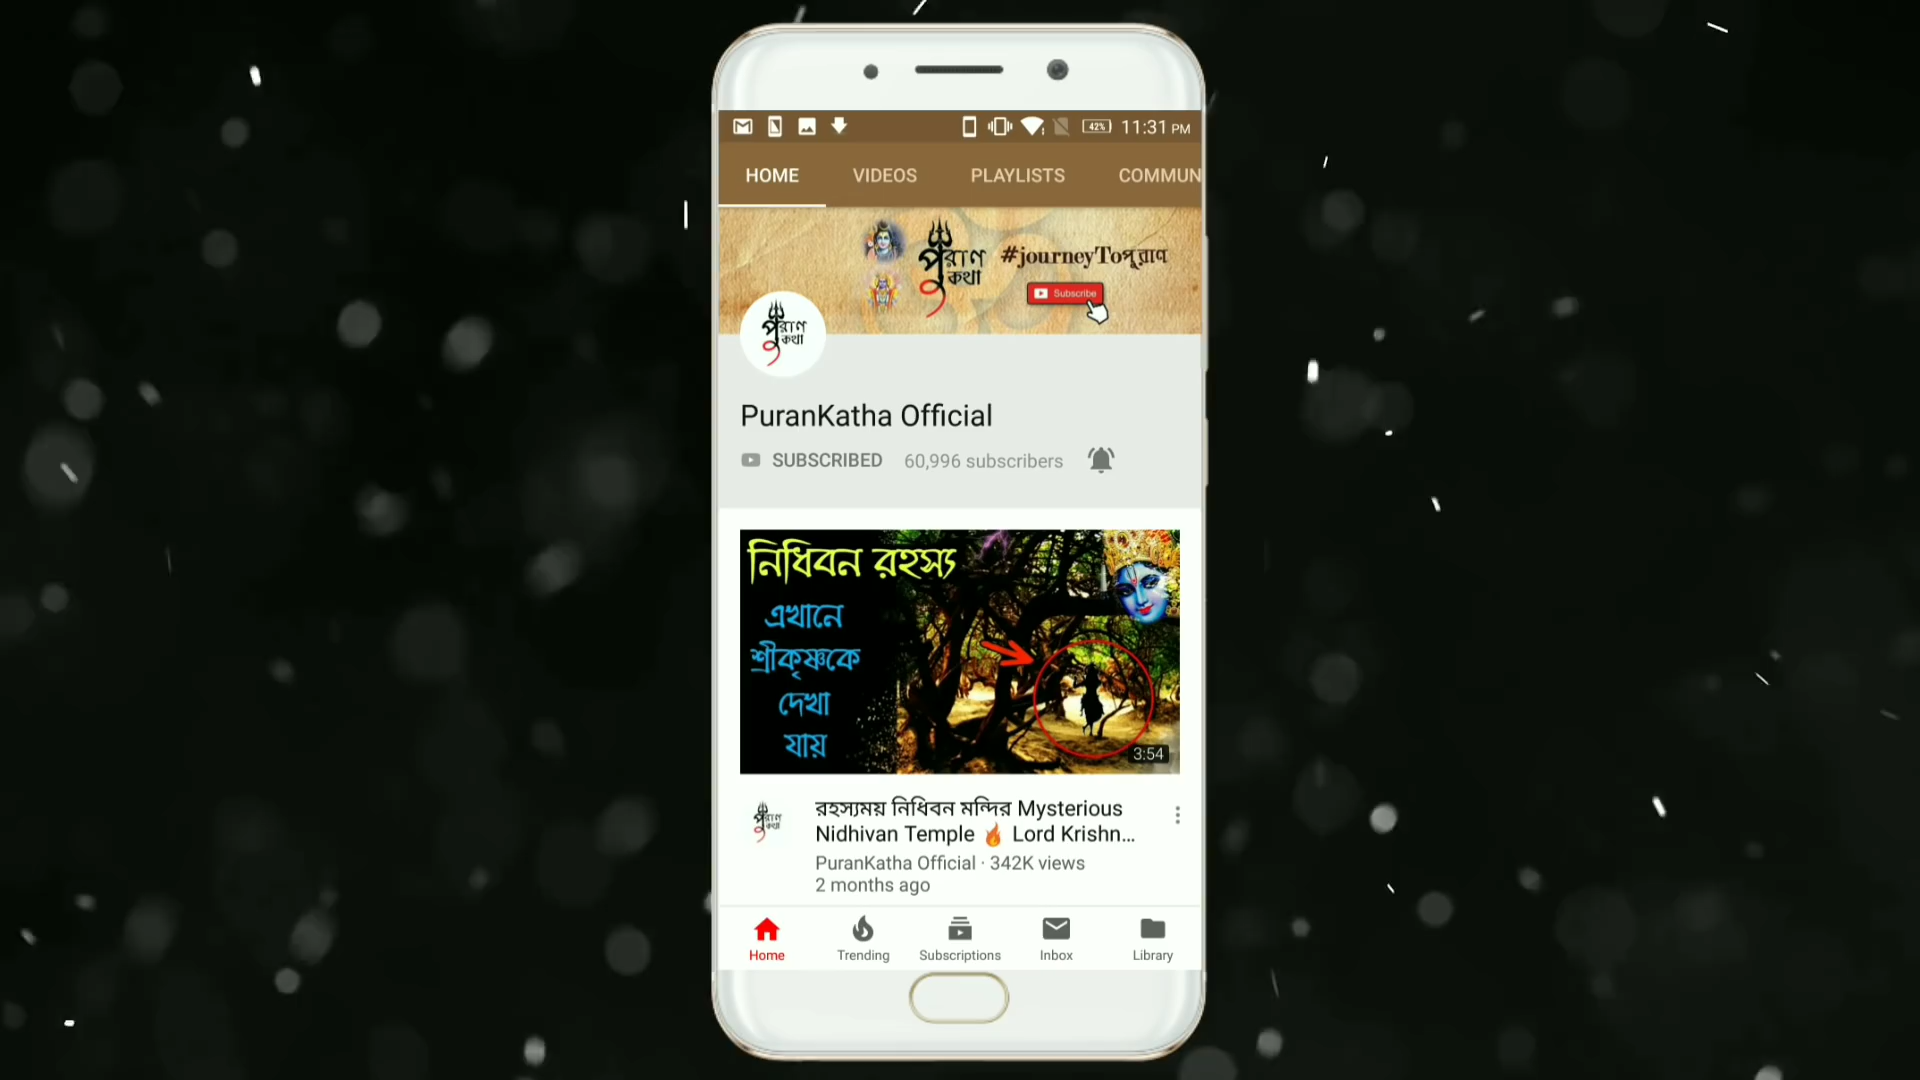 42% 11:31 PM
HOME VIDEOS PLAYLISTS COMMUN
পুরাণ কথা
#journeyToপুরাণ
Subscribe
পুরাণ কথা
PuranKatha Official
SUBSCRIBED 60,996 subscribers
নিধিবন রহস্য
এখানে
শ্রীকৃষ্ণকে
দেখা
যায়
3:54
পুরাণ কথা
রহস্যময় নিধিবন মন্দির Mysterious
Nidhivan Temple 🔥 Lord Krishn...
PuranKatha Official · 342K views
2 months ago
Home Trending Subscriptions Inbox Library